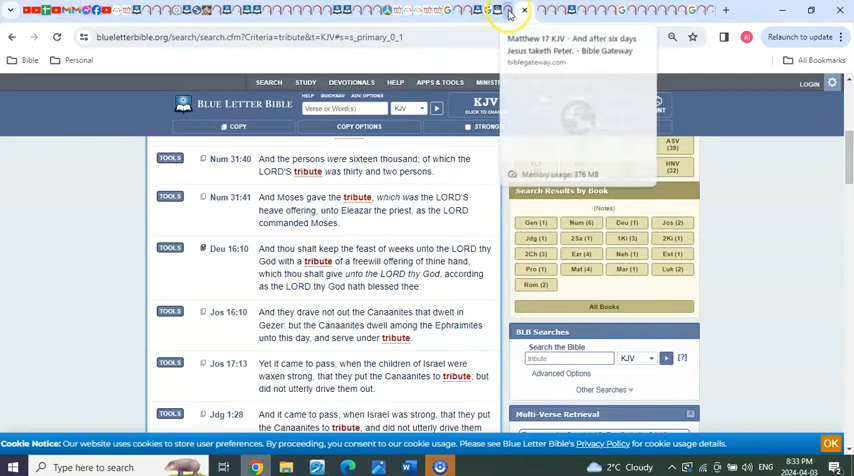 Matthew 17 KJV - And after six days
Jesus taketh Peter, - Bible Gateway
biblegateway.com
Memory usage: 376 MB
blueletterbible.org/search/search.cfm?Criteria=tribute&t=KJV#s=s_primary_0_1
Relaunch to update
Bible
Personal
All Bookmarks
SEARCH
STUDY
DEVOTIONALS
APPS & TOOLS
MINIST
LOGIN
BLUE LETTER BIBLE
HELP
QUICKNAV
ADV. OPTIONS
Verse or Word(s)
KJV
KJV
CLICK TO CHAN
COPY
COPY OPTIONS
STRONG
ASV
(39)
HNV
(32)
TOOLS
Num 31:40
And the persons were sixteen thousand; of which the
LORD'S tribute was thirty and two persons.
TOOLS
Num 31:41
And Moses gave the tribute, which was the LORD'S
heave offering, unto Eleazar the priest, as the LORD
commanded Moses.
TOOLS
Deu 16:10
And thou shalt keep the feast of weeks unto the LORD thy
God with a tribute of a freewill offering of thine hand,
which thou shalt give unto the LORD thy God, according
as the LORD thy God hath blessed thee:
TOOLS
Jos 16:10
And they drave not out the Canaanites that dwelt in
Gezer: but the Canaanites dwell among the Ephraimites
unto this day, and serve under tribute.
TOOLS
Jos 17:13
Yet it came to pass, when the children of Israel were
waxen strong, that they put the Canaanites to tribute; but
did not utterly drive them out.
TOOLS
Jdg 1:28
And it came to pass, when Israel was strong, that they
put the Canaanites to tribute, and did not utterly drive
Search Results by Book
(Notes)
Gen (1)
Num (6)
Deu (1)
Jos (2)
Jdg (1)
2Sa (1)
1Ki (3)
2Ki (1)
2Ch (3)
Ezr (4)
Neh (1)
Est (1)
Pro (1)
Mat (4)
Mar (1)
Luk (2)
Rom (2)
All Books
BLB Searches
Search the Bible
tribute
KJV
[?]
Advanced Options
Other Searches
Multi-Verse Retrieval
Cookie Notice: Our website uses cookies to store user preferences. By proceeding, you consent to our cookie usage. Please see Blue Letter Bible's Privacy Policy for cookie usage details.
OK
Type here to search
2°C Cloudy
ENG
8:33 PM
2024-04-03